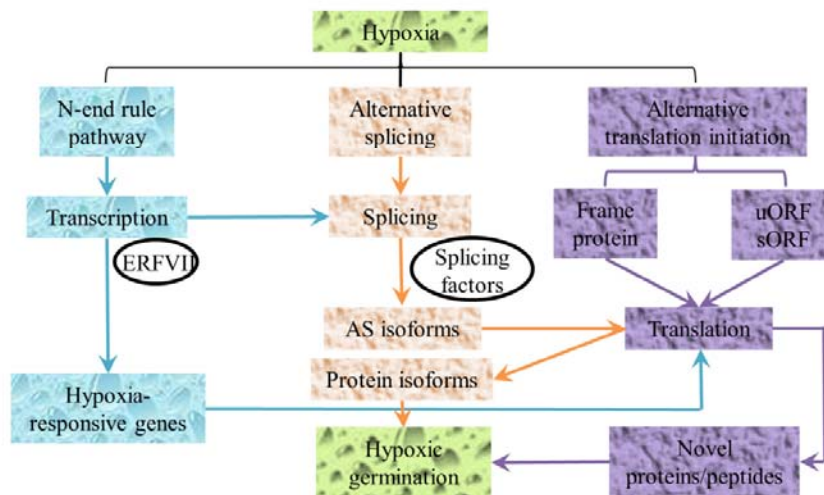 Hypoxia
N-end rule
pathway
Alternative
splicing
Alternative
translation initiation
Transcription
Splicing
Frame
protein
uORF
sORF
ERFVII
Splicing
factors
AS isoforms
Translation
Protein isoforms
Hypoxia-
responsive genes
Hypoxic
germination
Novel
proteins/peptides